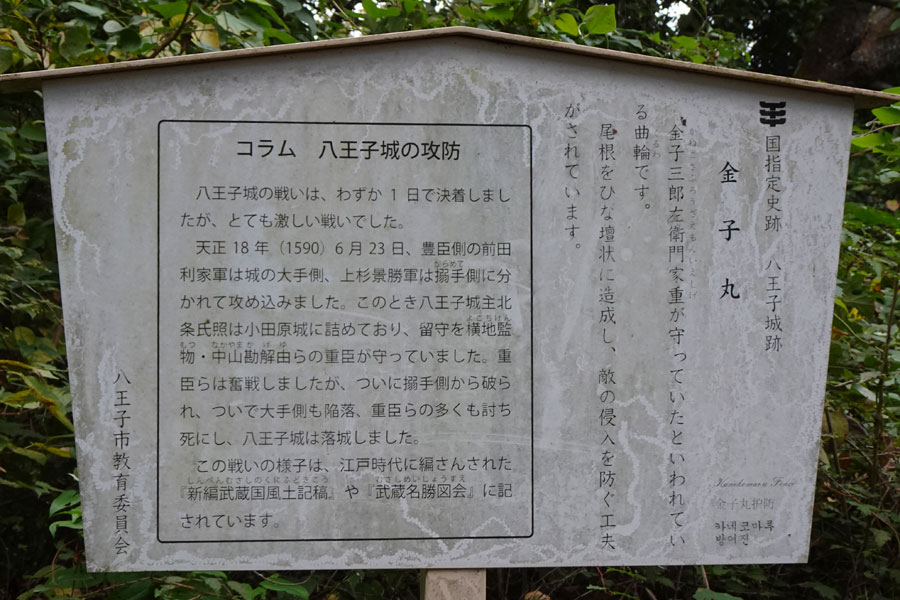 国指定史跡 八王子城跡
金子丸
金子三郎左衛門家重が守っていたといわれてい
る曲輪です。
尾根をひな壇状に造成し、敵の侵入を防ぐ工夫
がされています。
コラム 八王子城の攻防
八王子城の戦いは、わずか1日で決着しまし
たが、とても激しい戦いでした。
天正18年（1590）6月23日、豊臣側の前田
利家軍は城の大手側、上杉景勝軍は搦手側に分
かれて攻め込みました。このとき八王子城主北
条氏照は小田原城に詰めており、留守を横地監
物・中山勘解由らの重臣が守っていました。重
臣らは奮戦しましたが、ついに搦手側から破ら
れ、ついで大手側も陥落、重臣らの多くも討ち
死にし、八王子城は落城しました。
この戦いの様子は、江戸時代に編さんされた
『新編武蔵国風土記稿』や『武蔵名勝図会』に記
されています。
八王子市教育委員会
金子丸护防
카네코마루
방어진